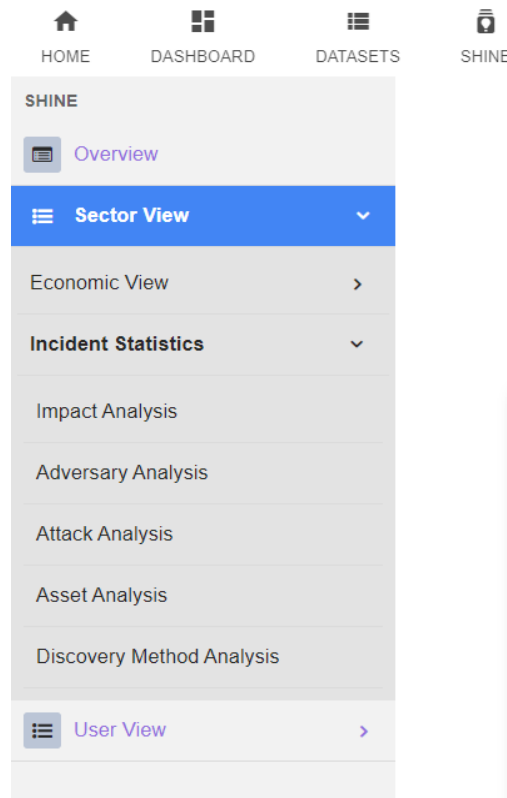 HOME DASHBOARD DATASETS SHINE
SHINE
Overview
Sector View
Economic View
Incident Statistics
Impact Analysis
Adversary Analysis
Attack Analysis
Asset Analysis
Discovery Method Analysis
User View